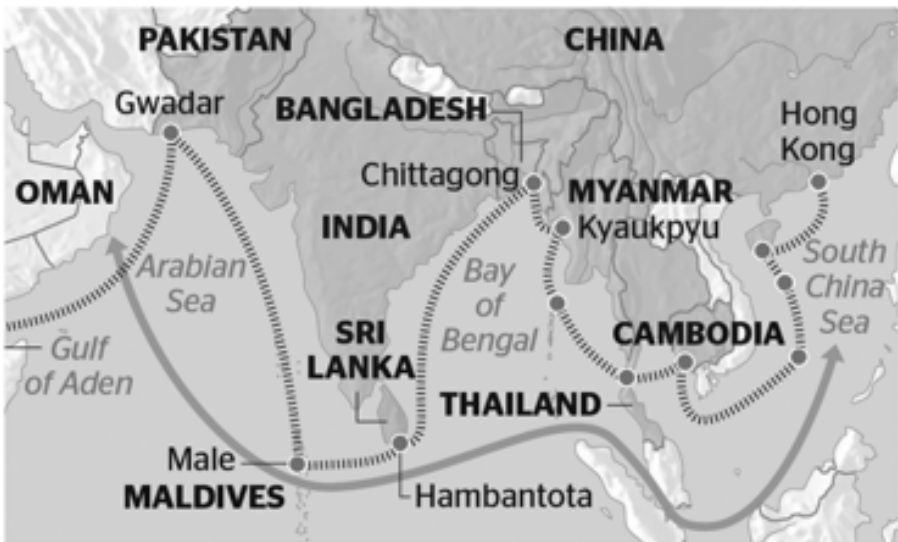 PAKISTAN
CHINA
Gwadar
BANGLADESH
Hong
Kong
Chittagong
OMAN
MYANMAR
INDIA
Kyaukpyu
Arabian
Sea
Bay
of
Bengal
South
China
Sea
SRI
LANKA
CAMBODIA
Gulf
of Aden
THAILAND
Male
MALDIVES
Hambantota